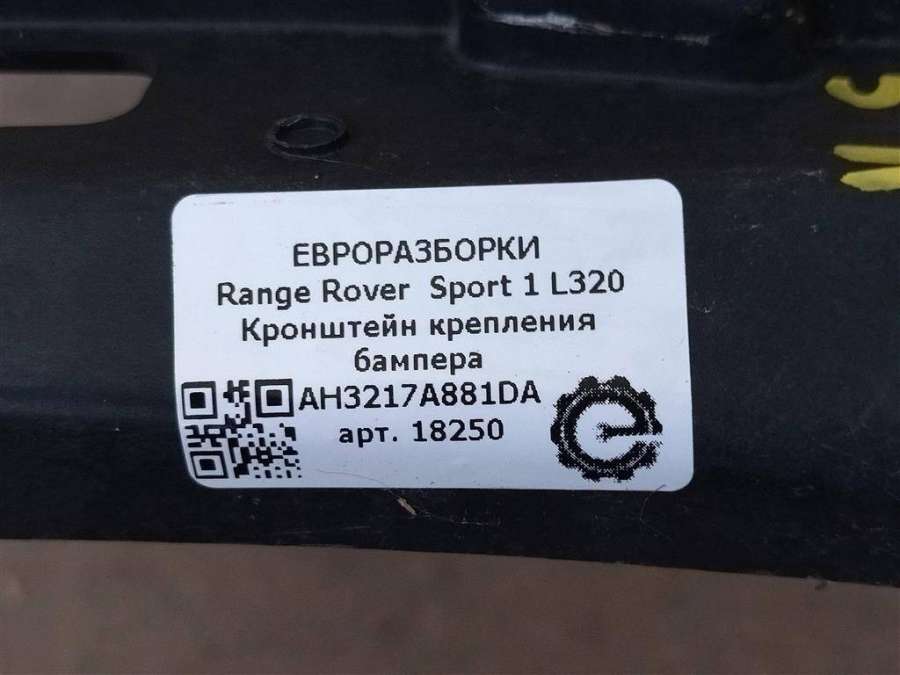 ЕВРОРАЗБОРКИ
Range Rover Sport 1 L320
Кронштейн крепления
бампера
AH3217A881DA
арт. 18250